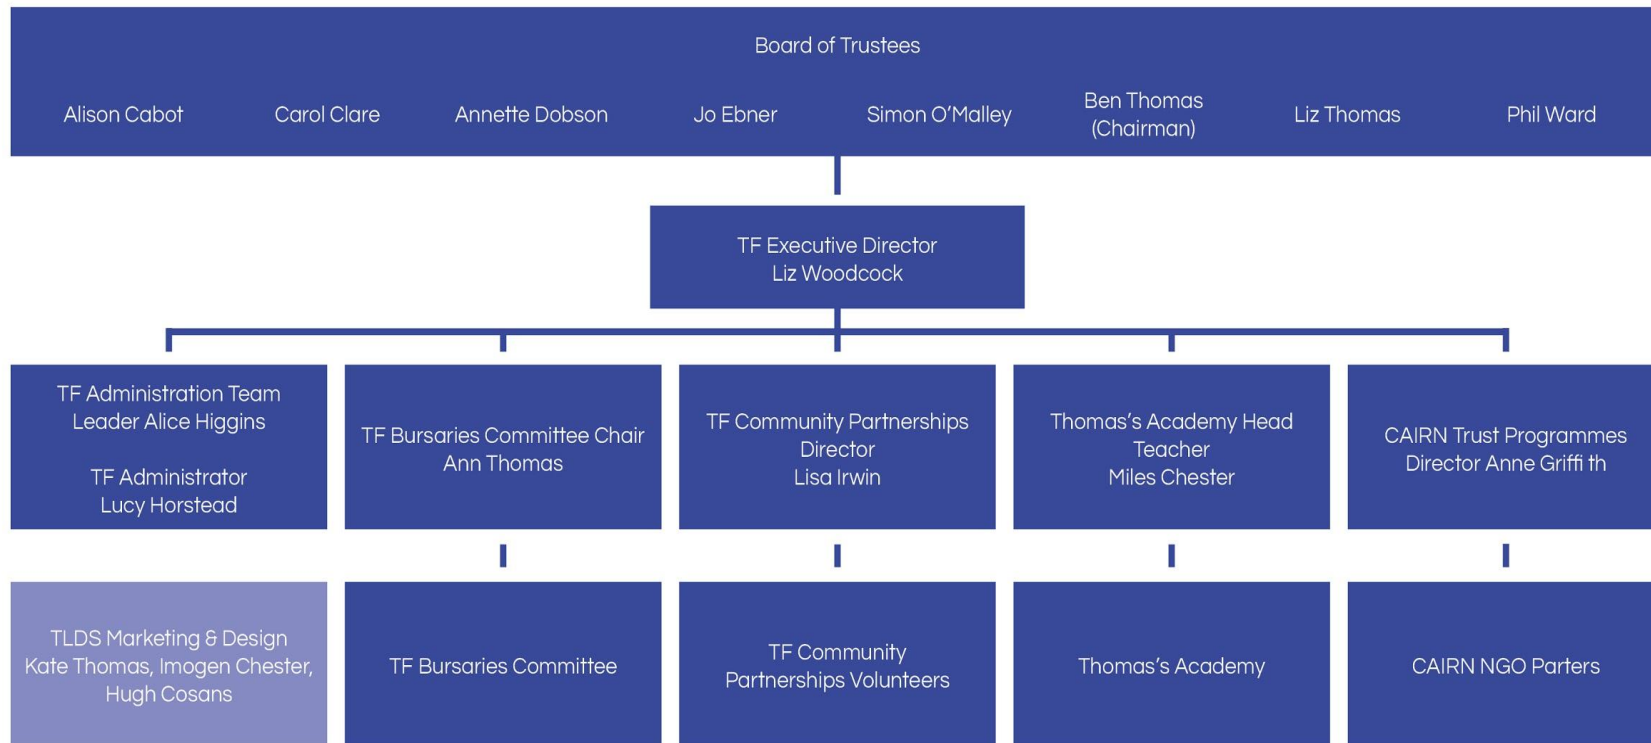 Board of Trustees
Alison Cabot
Carol Clare
Annette Dobson
Jo Ebner
Simon O’Malley
Ben Thomas
(Chairman)
Liz Thomas
Phil Ward
TF Executive Director
Liz Woodcock
TF Administration Team
Leader Alice Higgins
TF Administrator
Lucy Horstead
TF Bursaries Committee Chair
Ann Thomas
TF Community Partnerships
Director
Lisa Irwin
Thomas’s Academy Head
Teacher
Miles Chester
CAIRN Trust Programmes
Director Anne Griffi th
TLDS Marketing & Design
Kate Thomas, Imogen Chester,
Hugh Cosans
TF Bursaries Committee
TF Community
Partnerships Volunteers
Thomas’s Academy
CAIRN NGO Parters